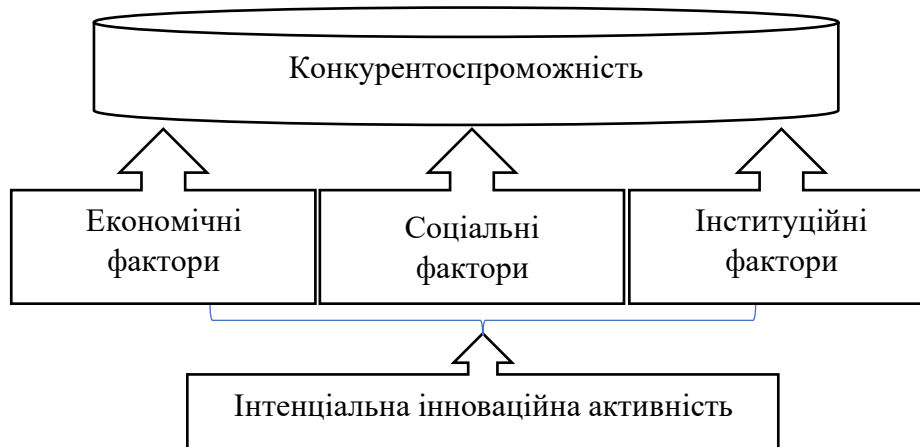 Конкурентоспроможність
Економічні
фактори
Соціальні
фактори
Інституційні
фактори
Інтенціальна інноваційна активність